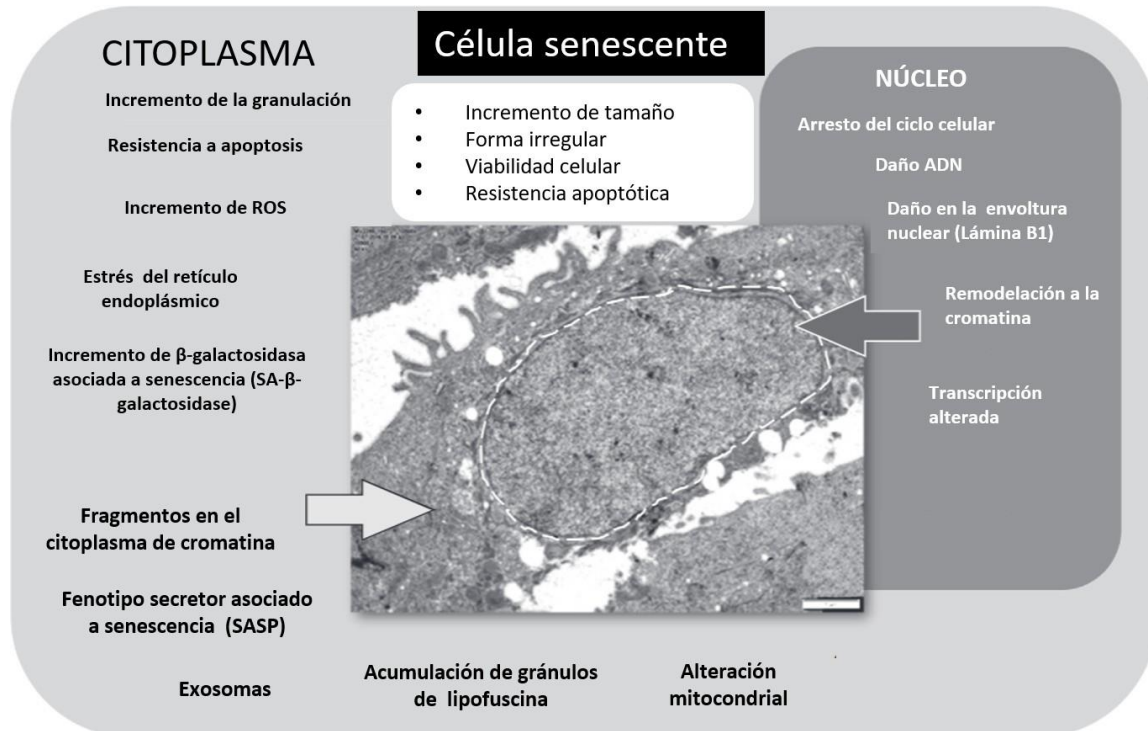 Célula senescente
CITOPLASMA
Incremento de la granulación
Resistencia a apoptosis
Incremento de ROS
Estrés del retículo
endoplásmico
Incremento de β-galactosidasa
asociada a senescencia (SA-β-
galactosidase)
Fragmentos en el
citoplasma de cromatina
Fenotipo secretor asociado
a senescencia (SASP)
Exosomas
Acumulación de gránulos
de lipofuscina
Alteración
mitocondrial
• Incremento de tamaño
• Forma irregular
• Viabilidad celular
• Resistencia apoptótica
NÚCLEO
Arresto del ciclo celular
Daño ADN
Daño en la envoltura
nuclear (Lámina B1)
Remodelación a la
cromatina
Transcripción
alterada